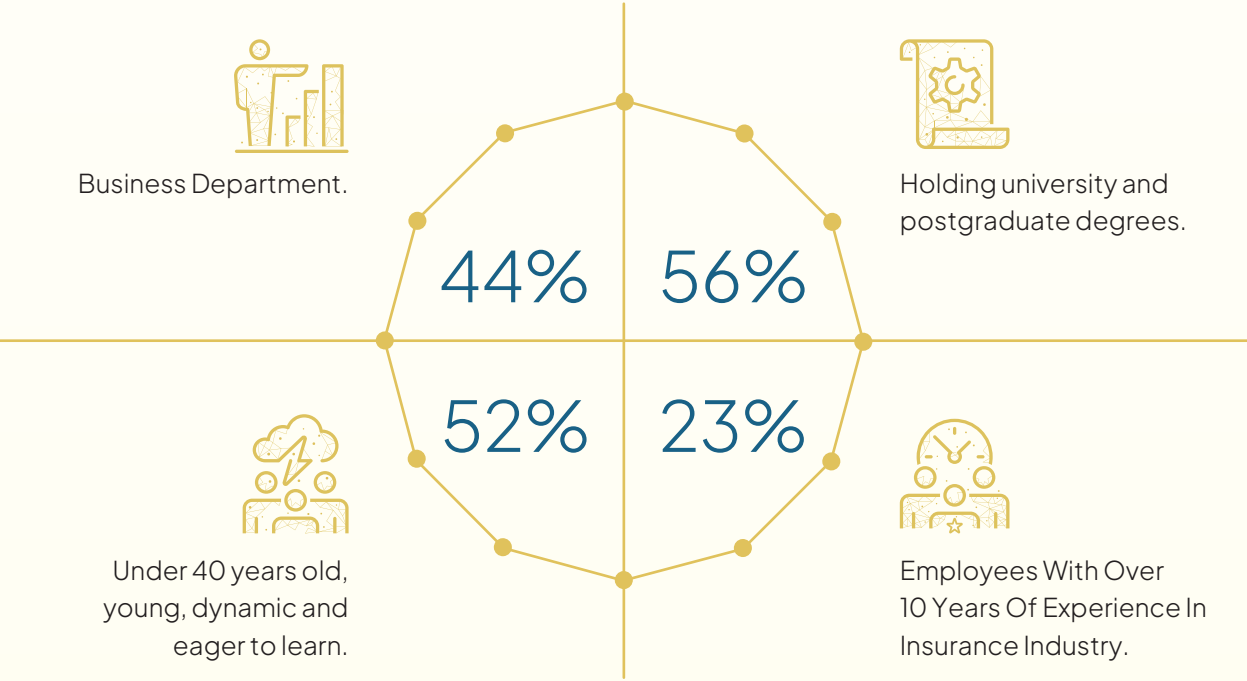 Business Department.
44%
Holding university and
postgraduate degrees.
56%
Under 40 years old,
young, dynamic and
eager to learn.
52%
Employees With Over
10 Years Of Experience In
Insurance Industry.
23%